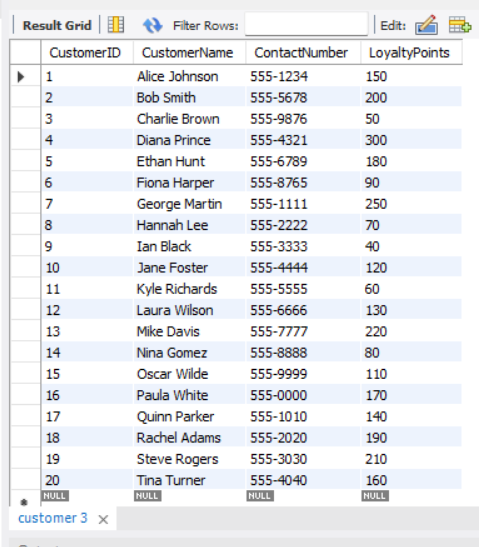 Result Grid Filter Rows: Edit:
CustomerID CustomerName ContactNumber LoyaltyPoints
1 Alice Johnson 555-1234 150
2 Bob Smith 555-5678 200
3 Charlie Brown 555-9876 50
4 Diana Prince 555-4321 300
5 Ethan Hunt 555-6789 180
6 Fiona Harper 555-8765 90
7 George Martin 555-1111 250
8 Hannah Lee 555-2222 70
9 Ian Black 555-3333 40
10 Jane Foster 555-4444 120
11 Kyle Richards 555-5555 60
12 Laura Wilson 555-6666 130
13 Mike Davis 555-7777 220
14 Nina Gomez 555-8888 80
15 Oscar Wilde 555-9999 110
16 Paula White 555-0000 170
17 Quinn Parker 555-1010 140
18 Rachel Adams 555-2020 190
19 Steve Rogers 555-3030 210
20 Tina Turner 555-4040 160
NULL NULL NULL NULL
customer 3